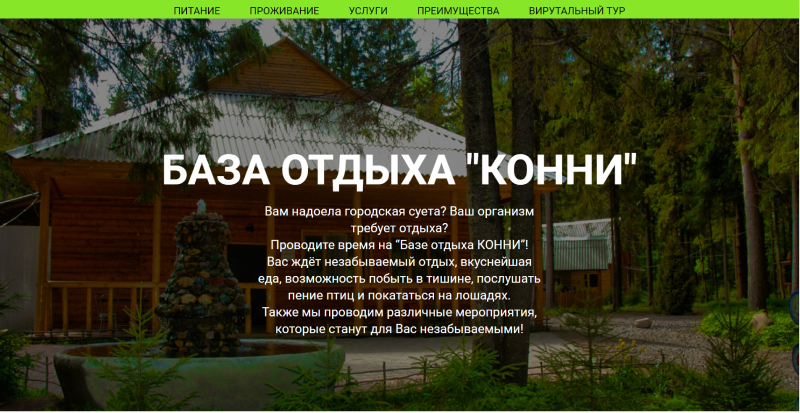 ПИТАНИЕ ПРОЖИВАНИЕ УСЛУГИ ПРЕИМУЩЕСТВА ВИРУТАЛЬНЫЙ ТУР
БАЗА ОТДЫХА "КОННИ"
Вам надоела городская суета? Ваш организм
требует отдыха?
Проводите время на “Базе отдыха КОННИ”!
Вас ждёт незабываемый отдых, вкуснейшая
еда, возможность побыть в тишине, послушать
пение птиц и покататься на лошадях.
Также мы проводим различные мероприятия,
которые станут для Вас незабываемыми!